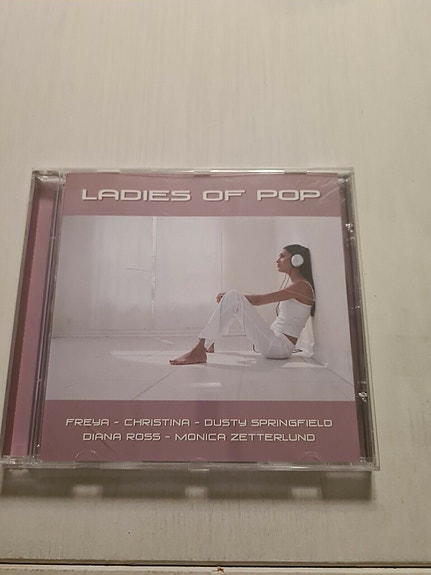 LADIES OF POP
FREYA - CHRISTINA - DUSTY SPRINGFIELD
DIANA ROSS - MONICA ZETTERLUND